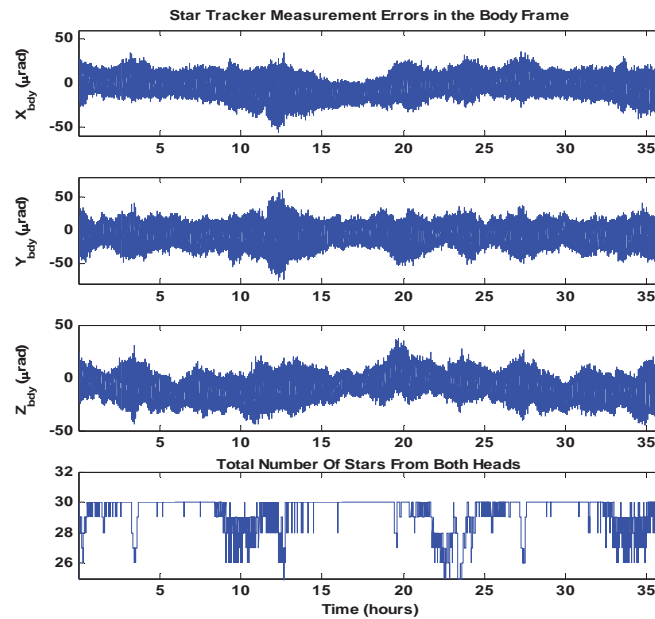 Star Tracker Measurement Errors in the Body Frame
X_bdy (μrad)
50
0
-50
5 10 15 20 25 30 35
Y_bdy (μrad)
50
0
-50
5 10 15 20 25 30 35
Z_bdy (μrad)
50
0
-50
5 10 15 20 25 30 35
Total Number Of Stars From Both Heads
32
30
28
26
5 10 15 20 25 30 35
Time (hours)